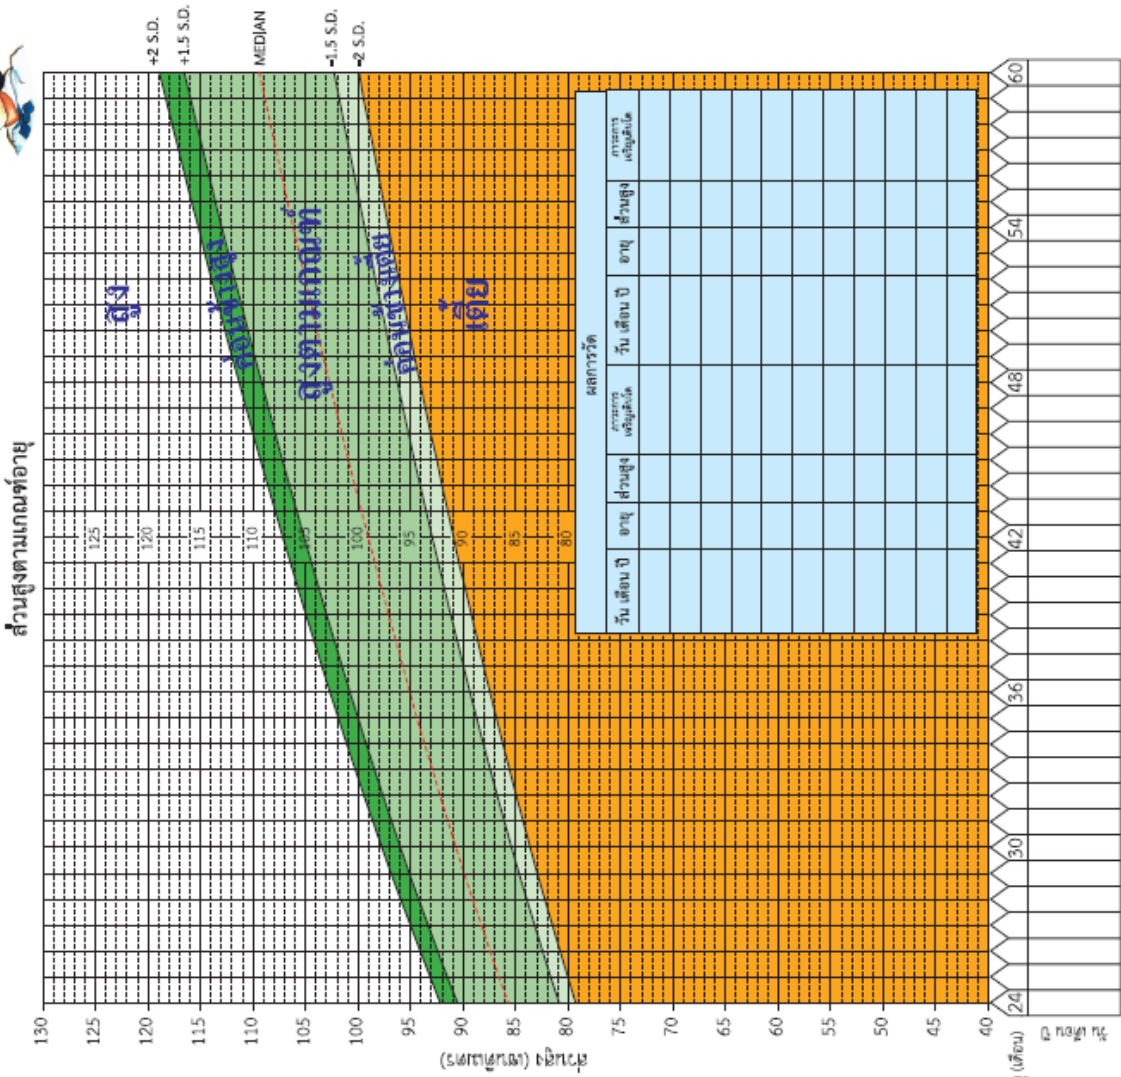 ส่วนสูงตามเกณฑ์อายุ
+2 S.D.
+1.5 S.D.
MEDIAN
-1.5 S.D.
-2 S.D.
สูง
ค่อนข้างสูง
สูงตามเกณฑ์
ค่อนข้างเตี้ย
เตี้ย
125
120
115
110
105
100
95
90
85
80
ส่วนสูง (เซนติเมตร)
130
125
120
115
110
105
100
95
90
85
80
75
70
65
60
55
50
45
40
ผลการวัด
วัน เดือน ปี อายุ ส่วนสูง ภาวะการเจริญเติบโต วัน เดือน ปี อายุ ส่วนสูง ภาวะการเจริญเติบโต
24 30 36 42 48 54 60
(เดือน)
วัน เดือน ปี